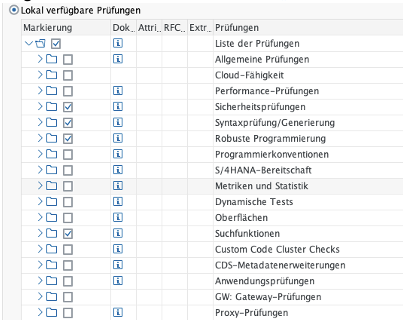 Lokal verfügbare Prüfungen
Markierung Dok.. Attri.. RFC.. Extr.. Prüfungen
Liste der Prüfungen
Allgemeine Prüfungen
Cloud-Fähigkeit
Performance-Prüfungen
Sicherheitsprüfungen
Syntaxprüfung/Generierung
Robuste Programmierung
Programmierkonventionen
S/4HANA-Bereitschaft
Metriken und Statistik
Dynamische Tests
Oberflächen
Suchfunktionen
Custom Code Cluster Checks
CDS-Metadatenerweiterungen
Anwendungsprüfungen
GW: Gateway-Prüfungen
Proxy-Prüfungen